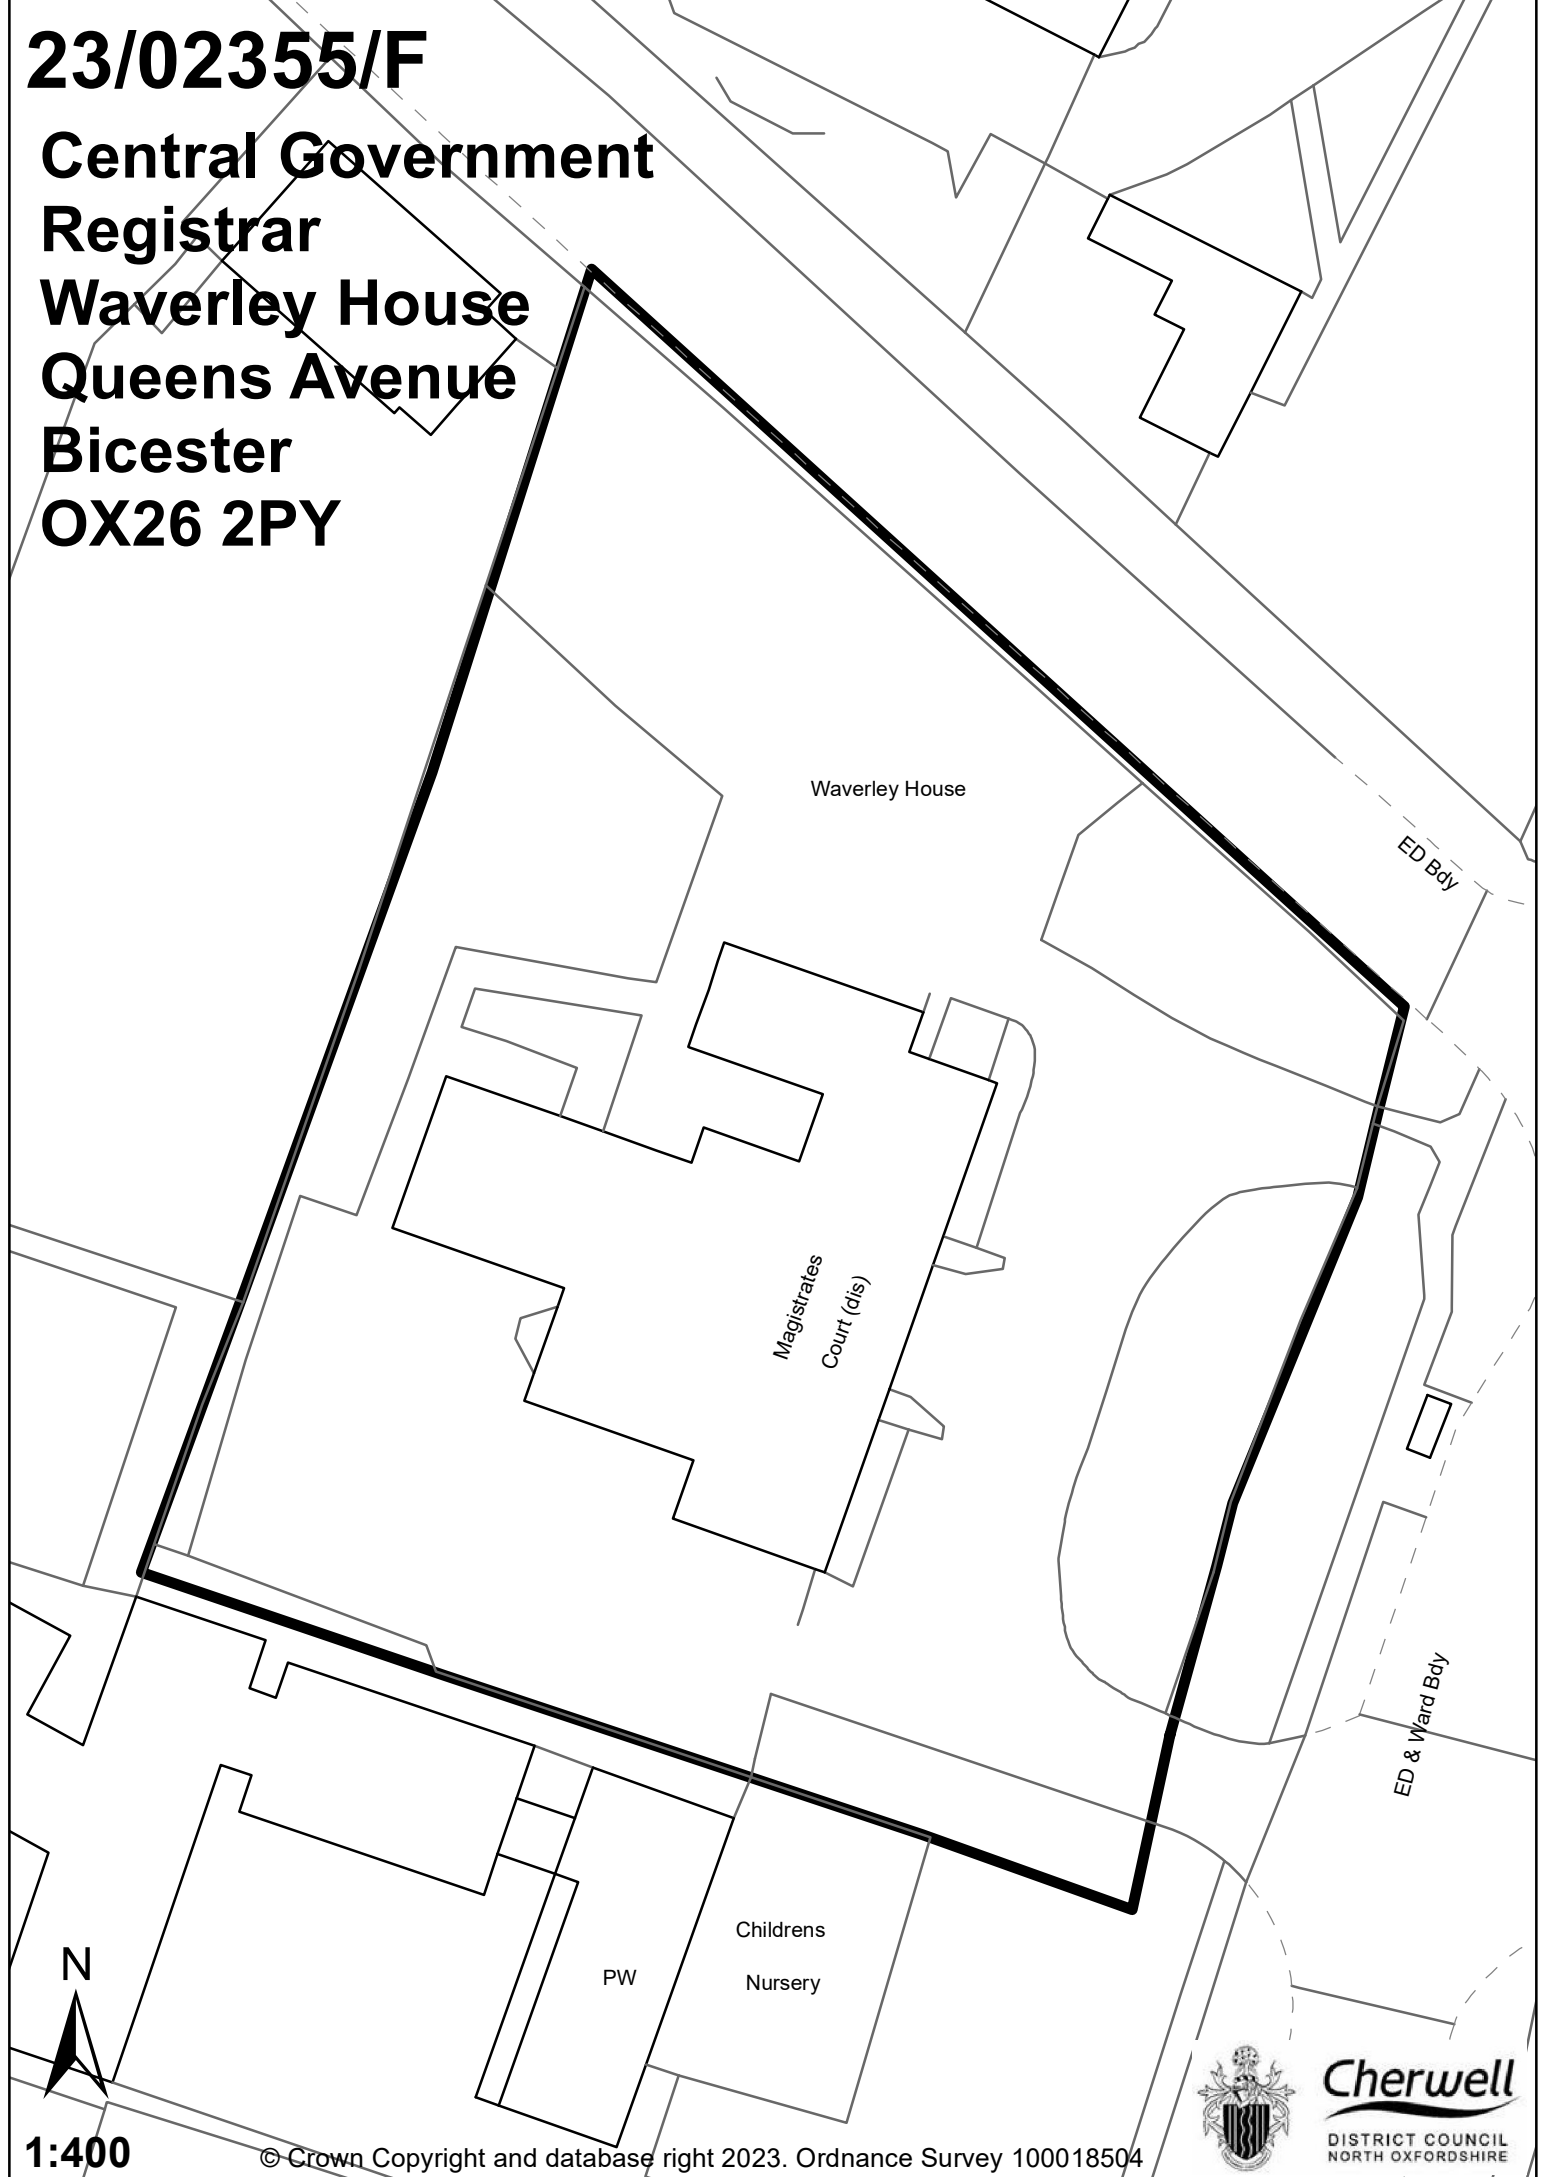 23/02355/F
Central Government
Registrar
Waverley House
Queens Avenue
Bicester
OX26 2PY
Waverley House
ED Bdy
Magistrates
Court (dis)
ED & Ward Bdy
Childrens
Nursery
PW
N
1:400
© Crown Copyright and database right 2023. Ordnance Survey 100018504
Cherwell
DISTRICT COUNCIL
NORTH OXFORDSHIRE